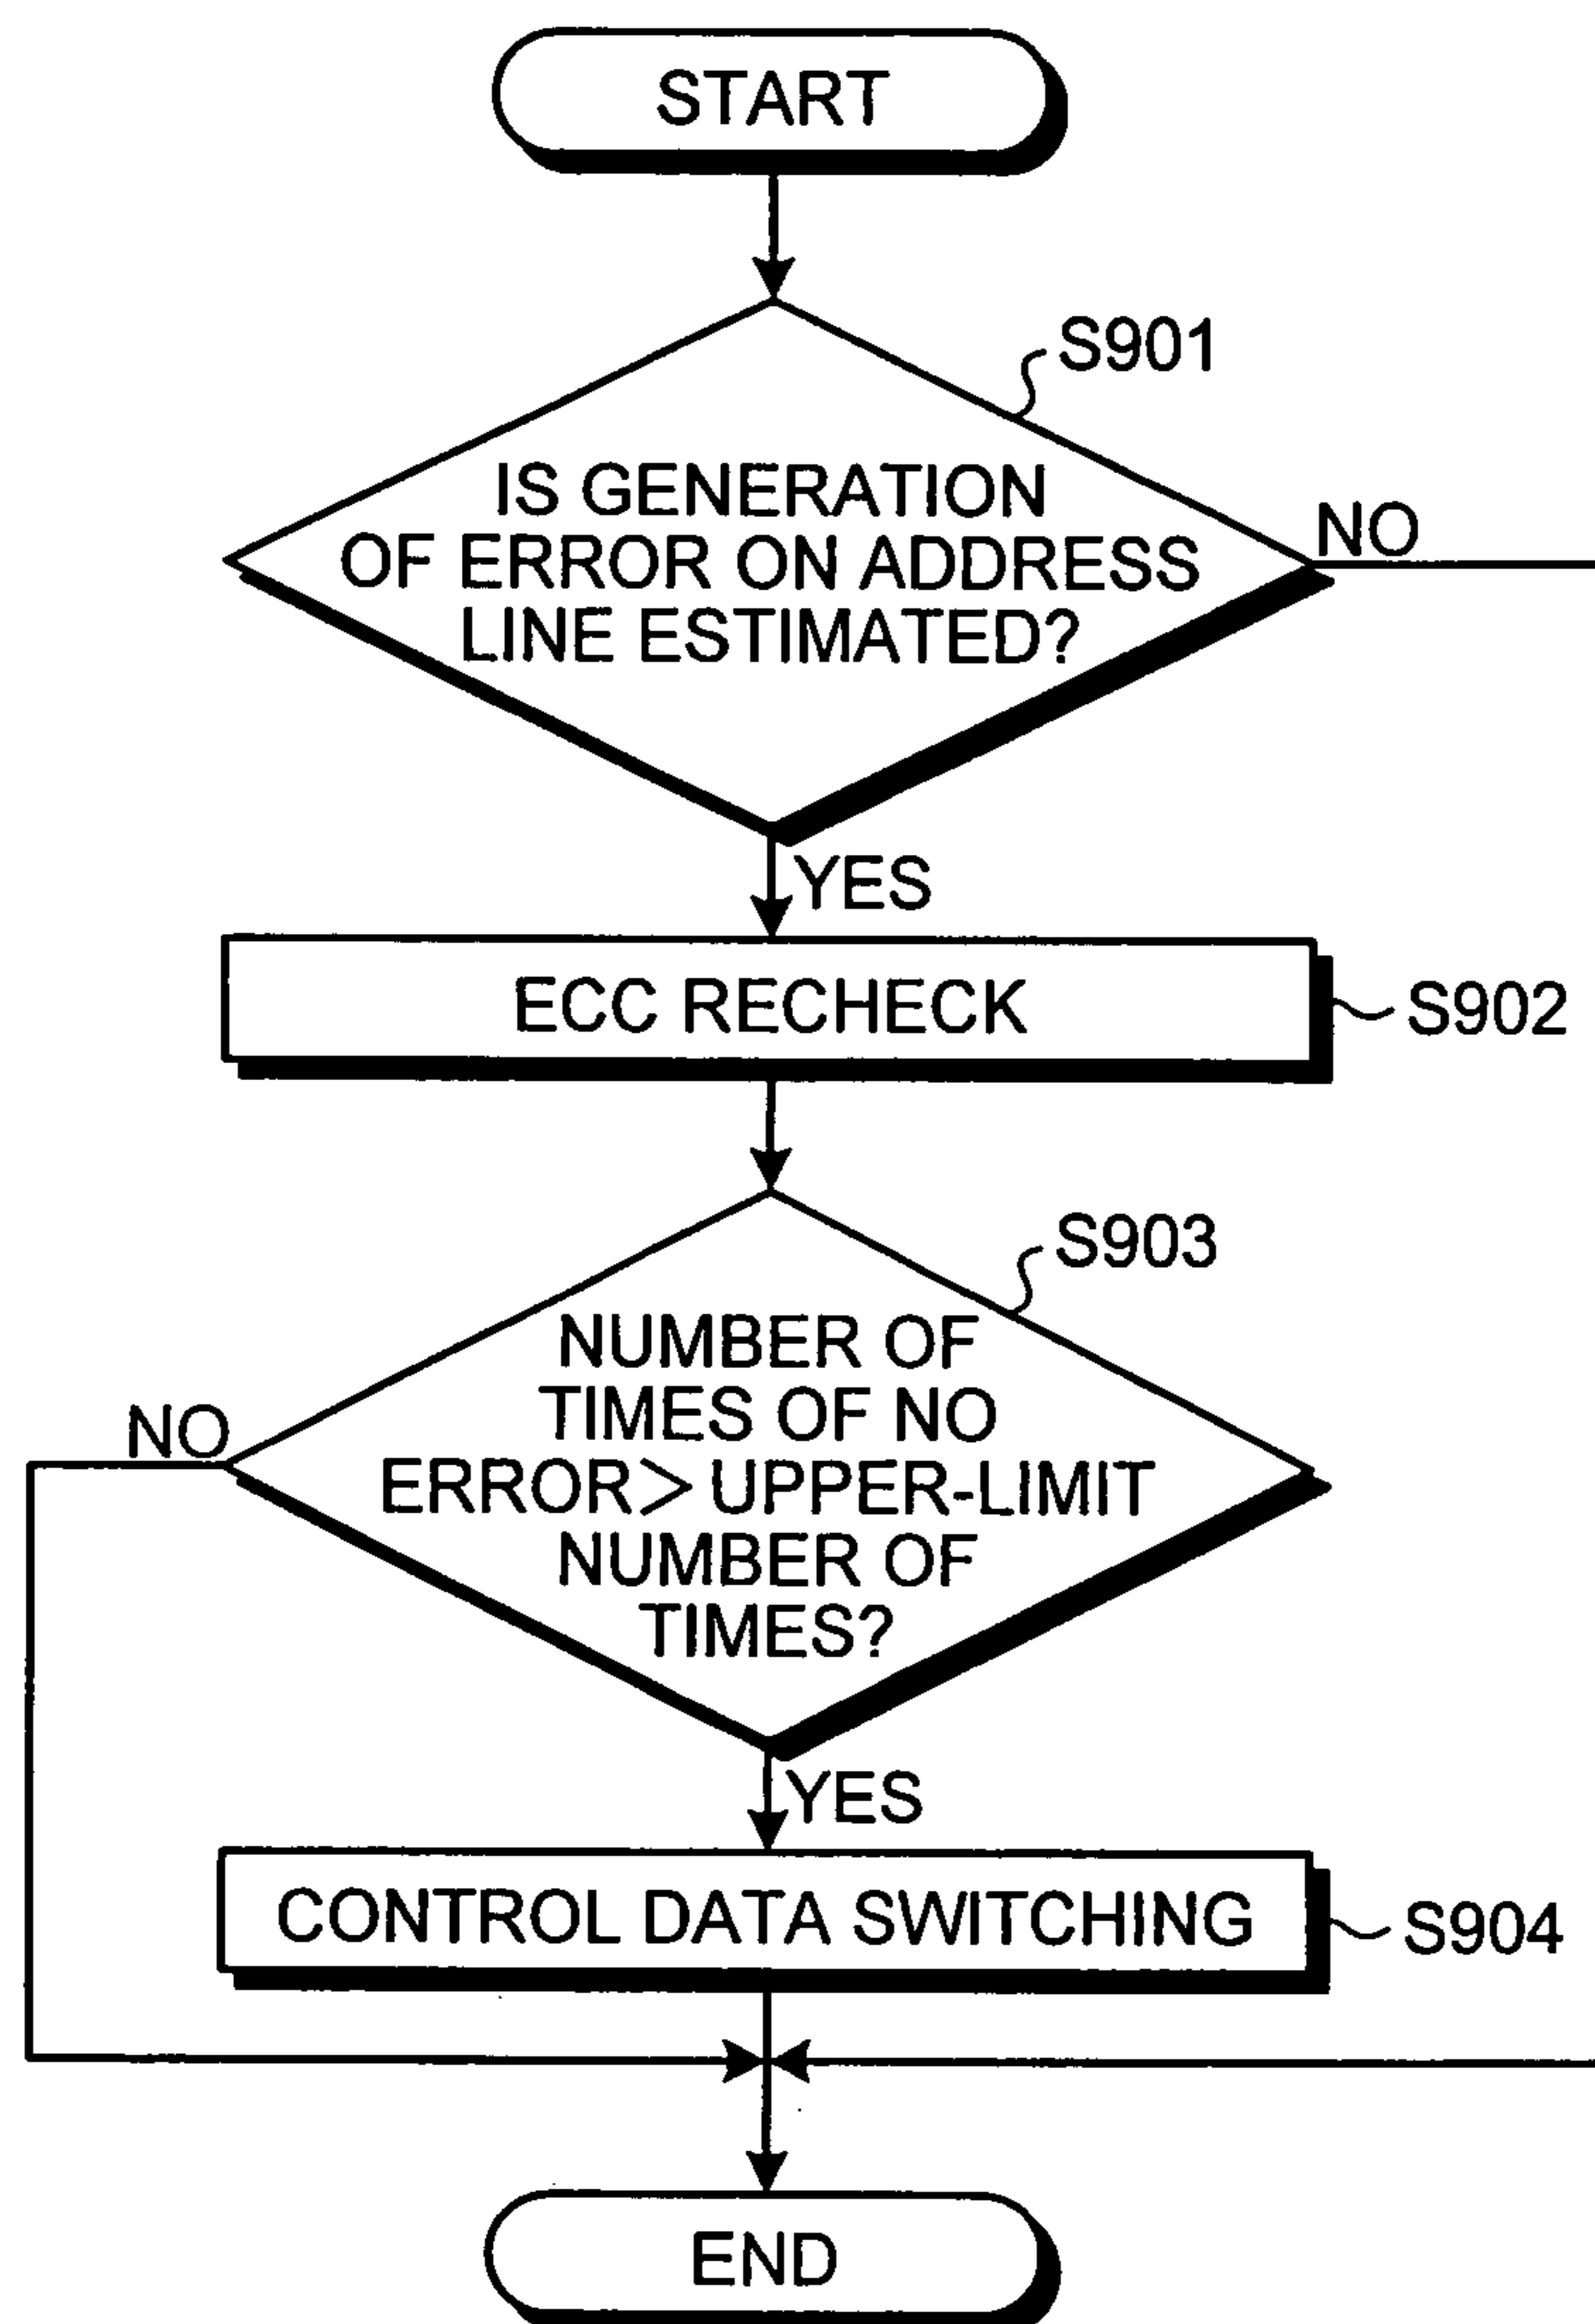 START
S901
IS GENERATION
OF ERROR ON ADDRESS
LINE ESTIMATED?
NO
YES
ECC RECHECK
S902
S903
NUMBER OF
TIMES OF NO
ERROR> UPPER-LIMIT
NUMBER OF
TIMES?
NO
YES
CONTROL DATA SWITCHING
S904
END